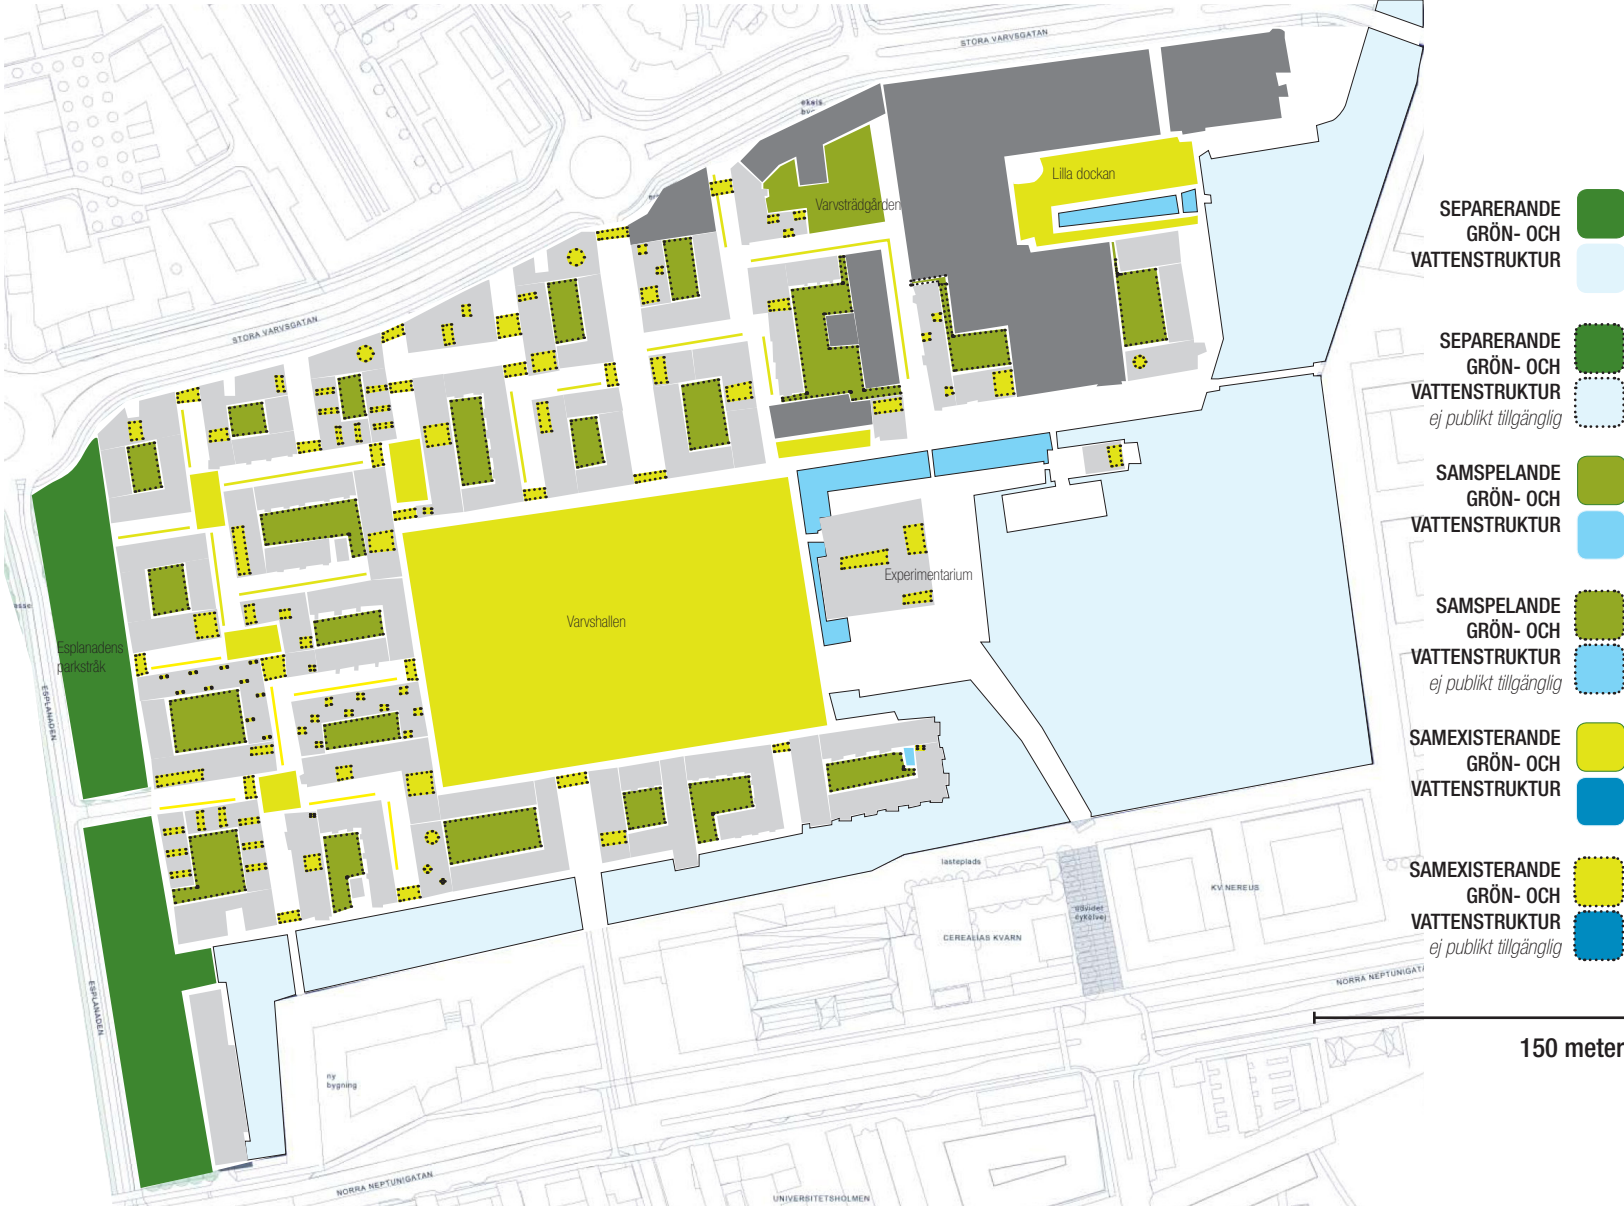 STORA VARVSGATAN
Varvsträdgården
Lilla dockan
STORA VARVSGATAN
Experimentarium
Varvshallen
Esplanadens
parkstråk
ESPLANADEN
ESPLANADEN
lasteplads
CEREALIAS KVARN
udvidet
cykelvej
KV NEREUS
ny
bygning
NORRA NEPTUNIGATAN
UNIVERSITETSHOLMEN
NORRA NEPTUNIGAT
SEPARERANDE
GRÖN- OCH
VATTENSTRUKTUR
SEPARERANDE
GRÖN- OCH
VATTENSTRUKTUR
ej publikt tillgänglig
SAMSPELANDE
GRÖN- OCH
VATTENSTRUKTUR
SAMSPELANDE
GRÖN- OCH
VATTENSTRUKTUR
ej publikt tillgänglig
SAMEXISTERANDE
GRÖN- OCH
VATTENSTRUKTUR
SAMEXISTERANDE
GRÖN- OCH
VATTENSTRUKTUR
ej publikt tillgänglig
150 meter